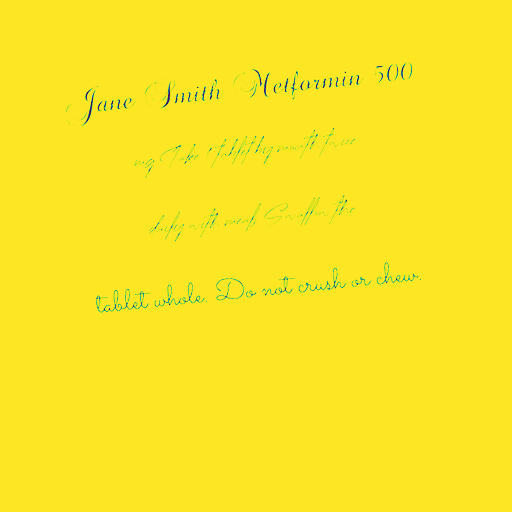 Jane Smith Metformin 500
mg Take 1 tablet by mouth twice
daily with meals Swallow the
tablet whole. Do not crush or chew.